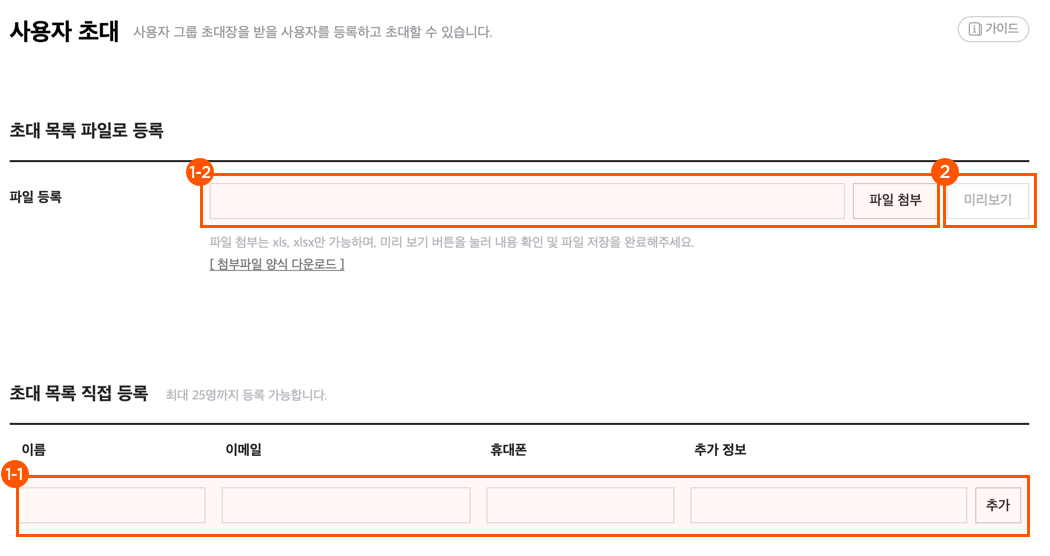 사용자 초대 사용자 그룹 초대장을 받을 사용자를 등록하고 초대할 수 있습니다. 가이드
초대 목록 파일로 등록
1-2 2
파일 등록 파일 첨부 미리보기
파일 첨부는 xls, xlsx만 가능하며, 미리 보기 버튼을 눌러 내용 확인 및 파일 저장을 완료해주세요.
[ 첨부파일 양식 다운로드 ]
초대 목록 직접 등록 최대 25명까지 등록 가능합니다.
이름 이메일 휴대폰 추가 정보
1-1
추가